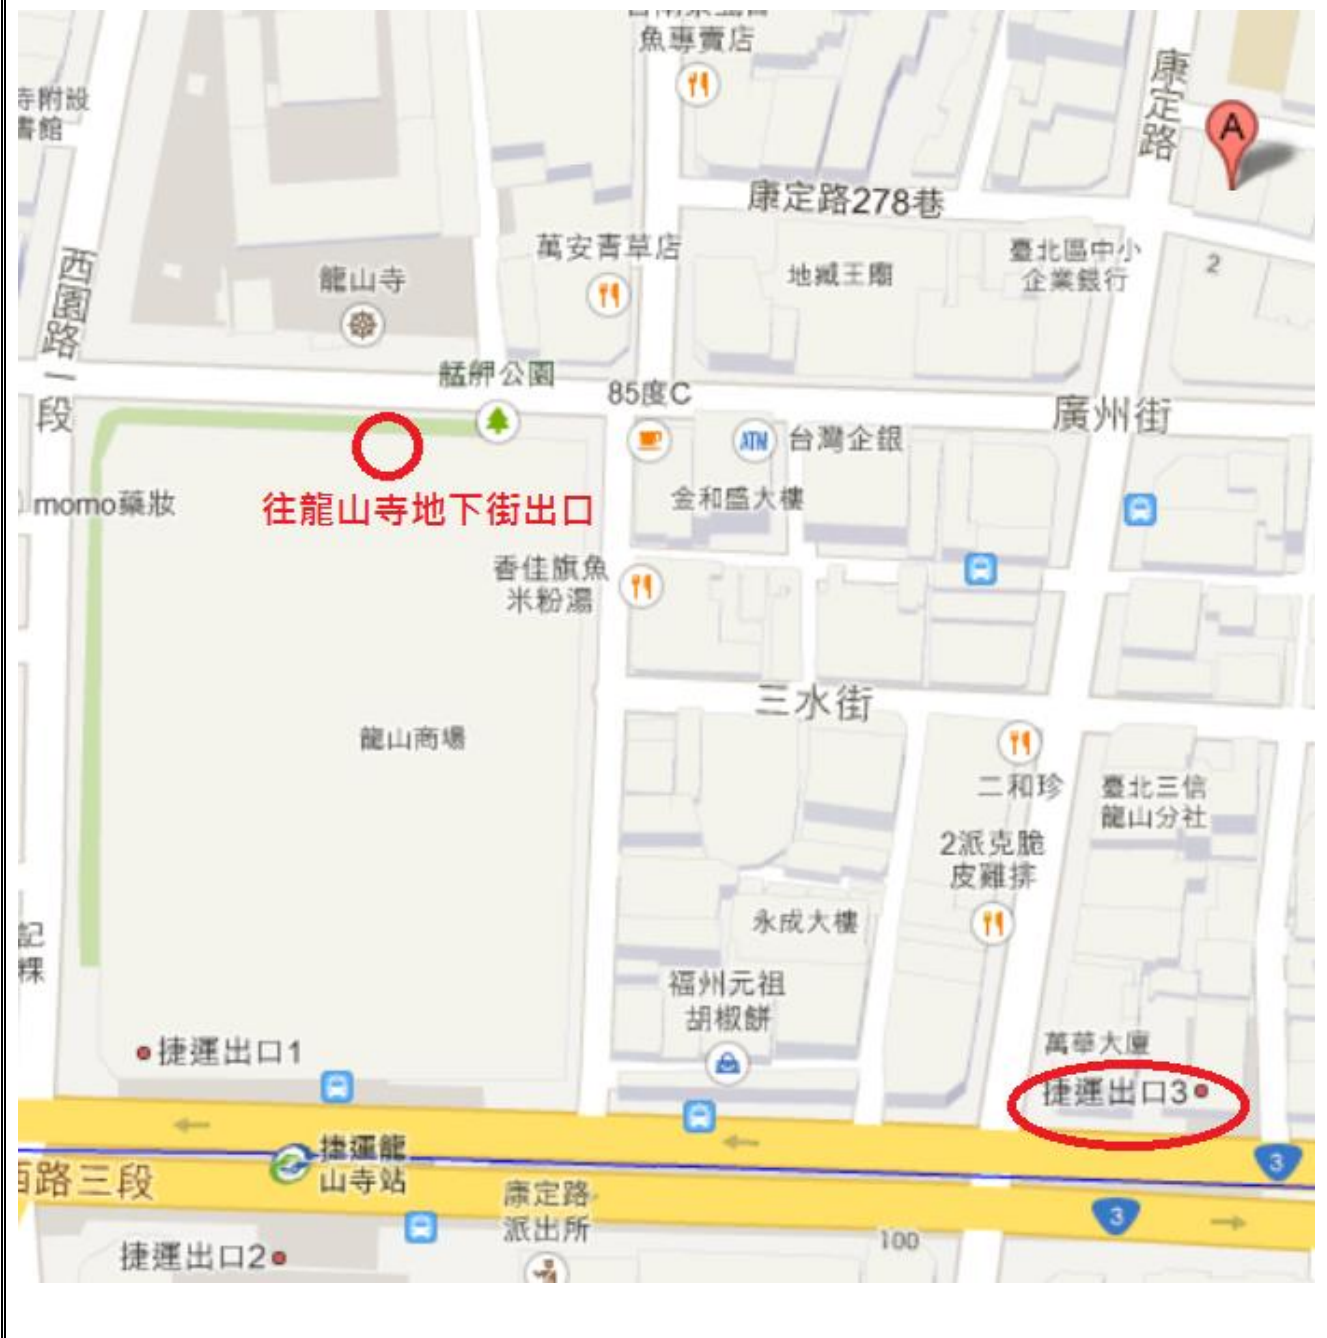 魚專賣店
康定路
寺附設
書館
A
康定路278巷
萬安青草店
臺北區中小
企業銀行
地藏王廟
2
西園路一段
龍山寺
艋舺公園
85度C
廣州街
ATM
台灣企銀
momo藥妝
往龍山寺地下街出口
金和盛大樓
香佳旗魚
米粉湯
三水街
龍山商場
二和珍
臺北三信
龍山分社
2派克脆
皮雞排
永成大樓
記
粿
福州元祖
胡椒餅
捷運出口1
萬華大廈
捷運出口3
捷運龍
山寺站
3
西路三段
康定路
派出所
3
100
捷運出口2